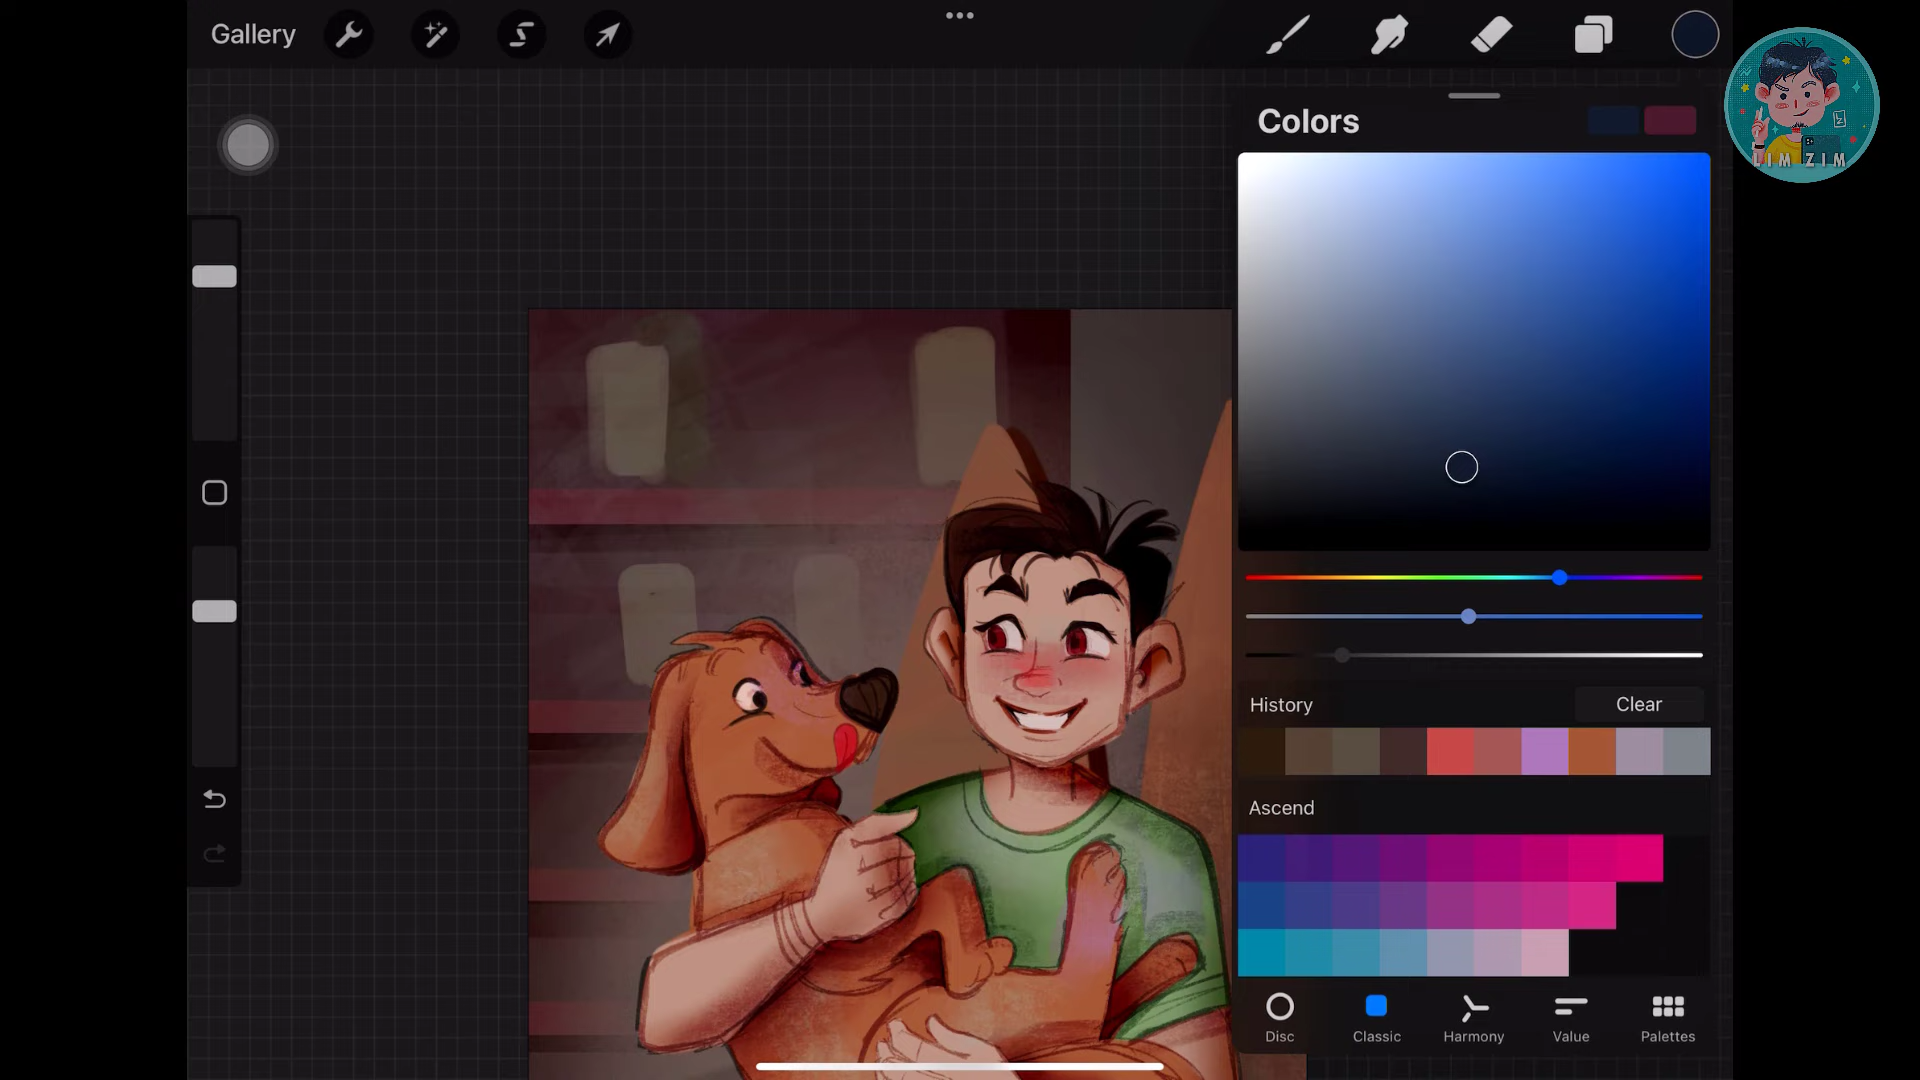 Gallery
Colors
LIM ZIM
History
Clear
Ascend
Disc
Classic
Harmony
Value
Palettes